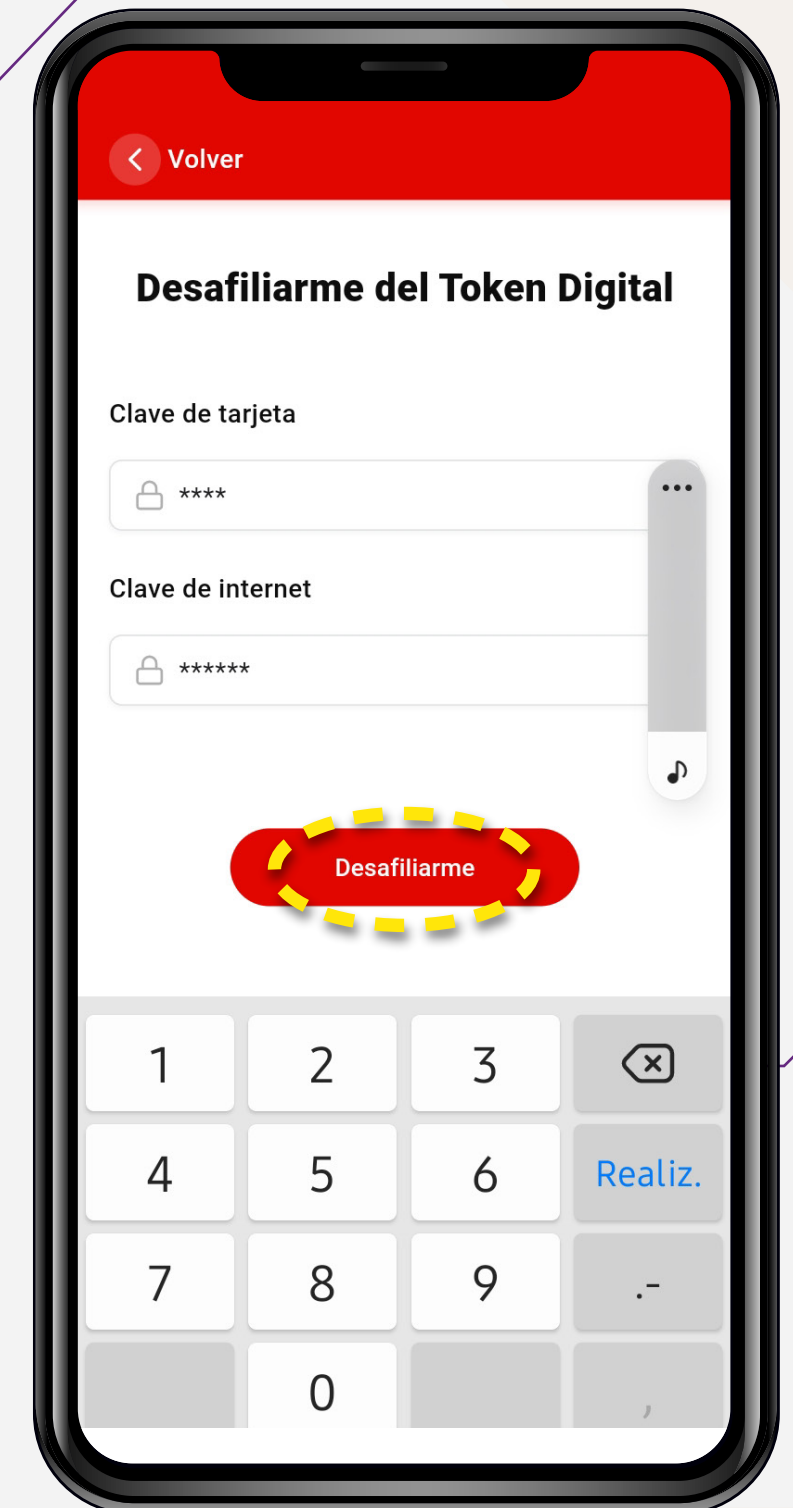 Volver
Desafiliarme del Token Digital
Clave de tarjeta
****
Clave de internet
******
Desafiliarme
1 2 3
4 5 6 Realiz.
7 8 9 .-
0 ,